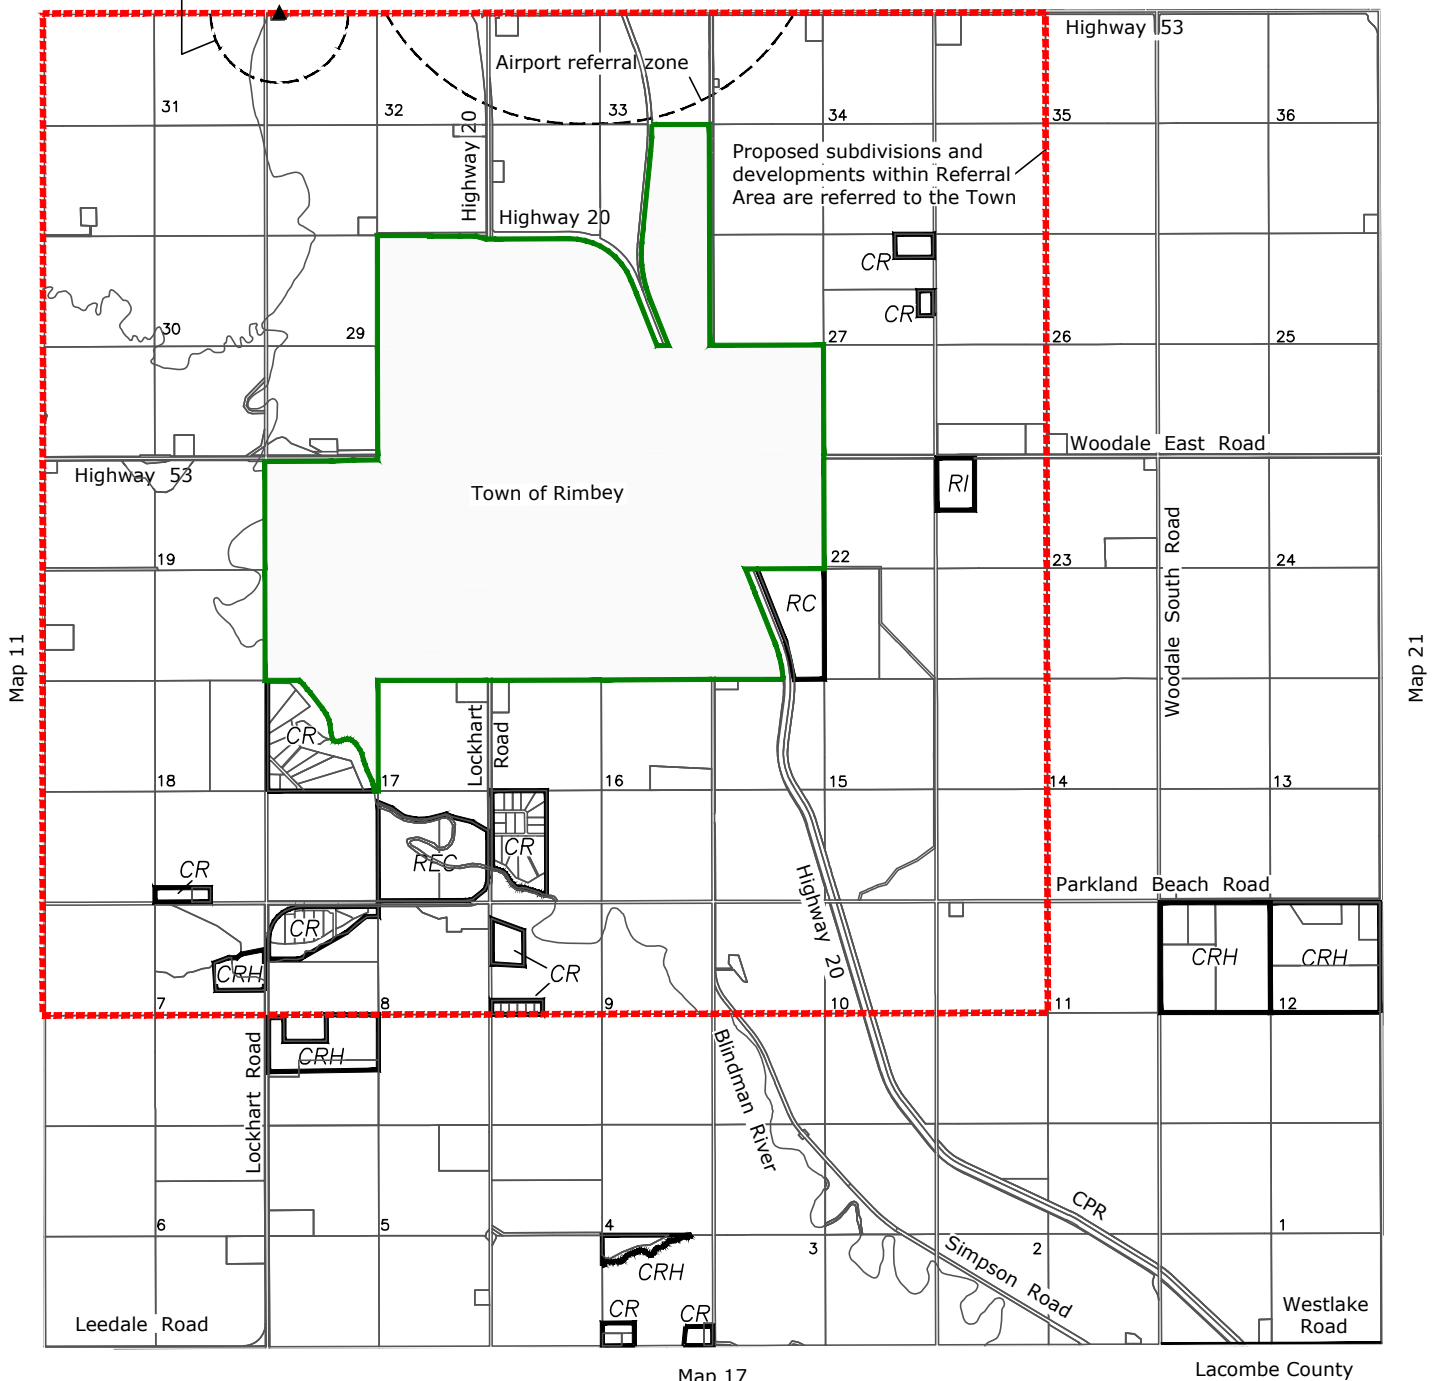 Highway 53
Airport referral zone
31
32
33
34
35
36
Highway 20
Proposed subdivisions and
developments within Referral
Area are referred to the Town
Highway 20
CR
CR
30
29
27
26
25
Woodale East Road
Highway 53
Town of Rimbey
RI
19
22
23
24
Woodale South Road
RC
Map 11
Map 21
CR
Lockhart
Road
18
17
16
15
14
13
CR
REC
CR
Highway 20
Parkland Beach Road
CR
CRH
CR
CRH
CRH
7
8
9
10
11
12
Lockhart Road
CRH
Blindman River
CPR
6
5
4
3
2
1
Simpson Road
CRH
CR
CR
Leedale Road
Westlake
Road
Map 17
Lacombe County